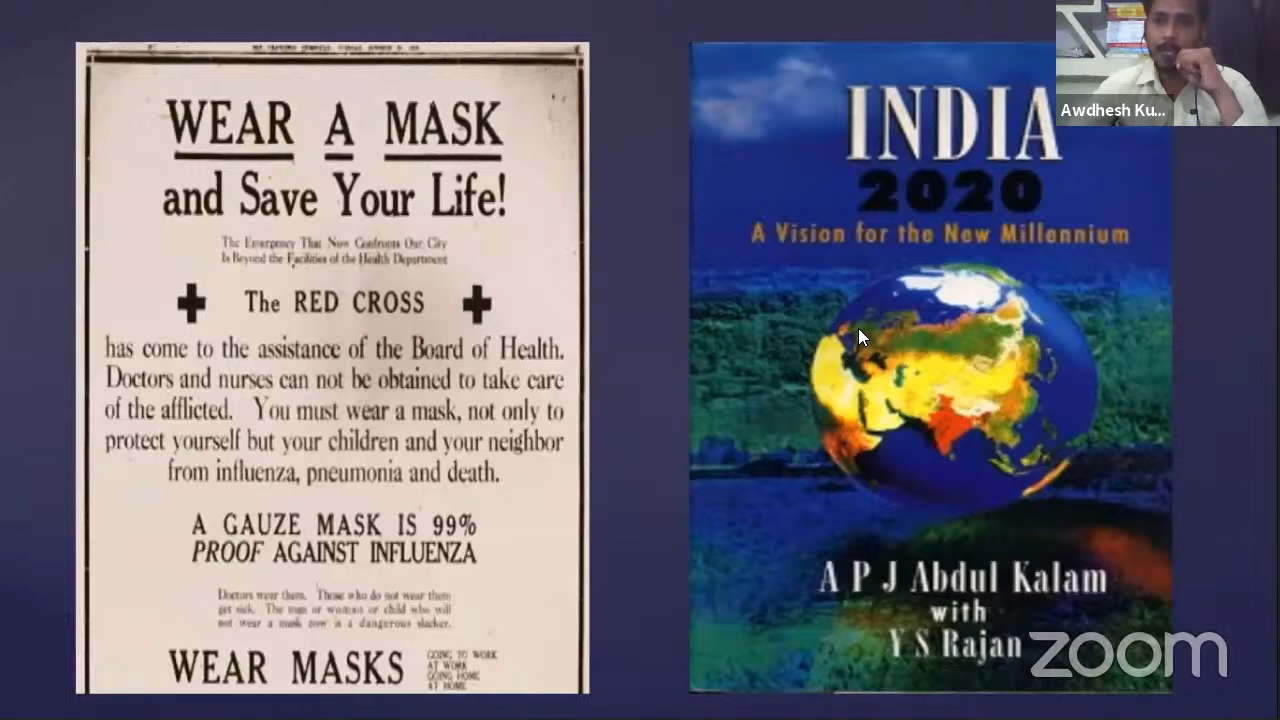 WEAR A MASK
and Save Your Life!
The Emergency That Now Confronts Our City
Is Beyond the Facilities of the Health Department
The RED CROSS
has come to the assistance of the Board of Health.
Doctors and nurses can not be obtained to take care
of the afflicted. You must wear a mask, not only to
protect yourself but your children and your neighbor
from influenza, pneumonia and death.
A GAUZE MASK IS 99%
PROOF AGAINST INFLUENZA
Doctors wear them. Those who do not wear them
get sick. The man or woman or child who will
not wear a mask now is a dangerous slacker.
WEAR MASKS
GOING TO WORK
AT WORK
GOING HOME
AT HOME
INDIA
2020
A Vision for the New Millennium
A P J Abdul Kalam
with
Y S Rajan
Awdhesh Ku...
zoom